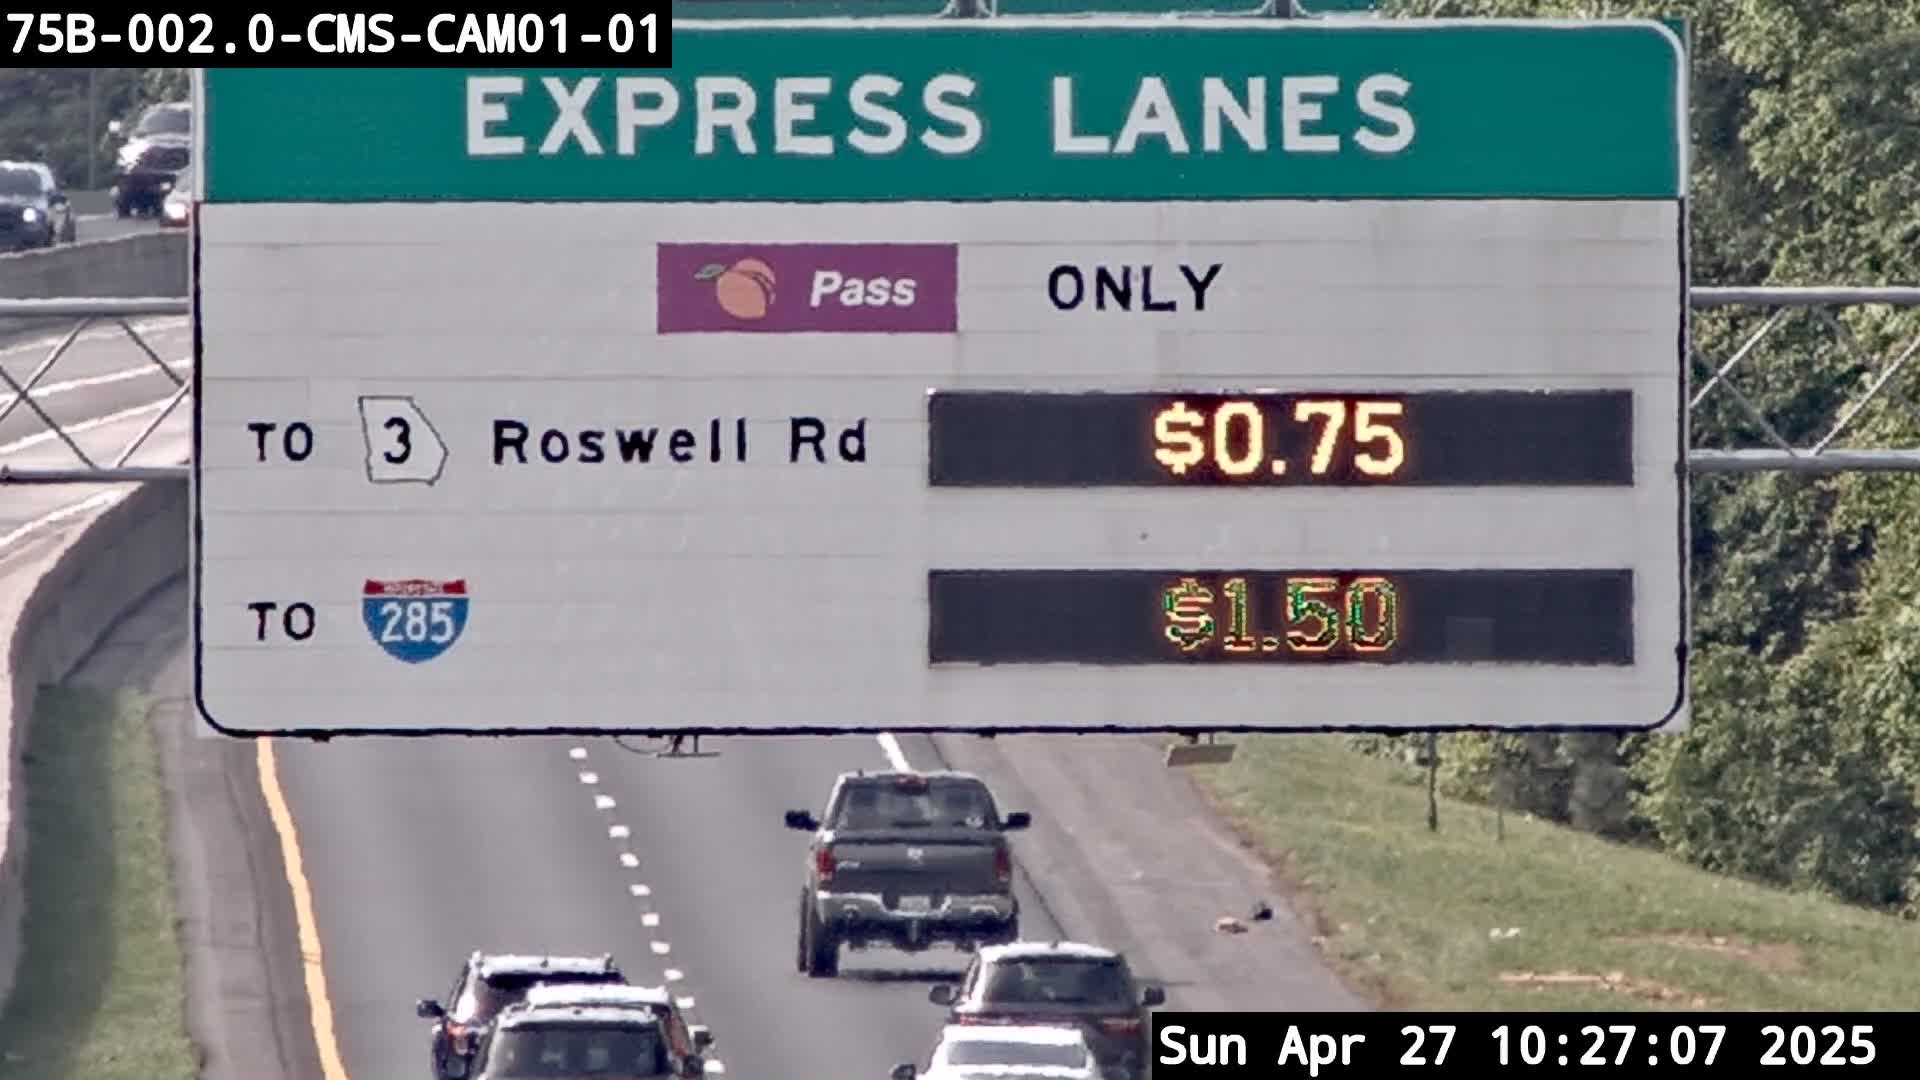 75B-002.0-CMS-CAM01-01
EXPRESS LANES
Pass ONLY
TO 3 Roswell Rd $0.75
TO 285 $1.50
Sun Apr 27 10:27:07 2025